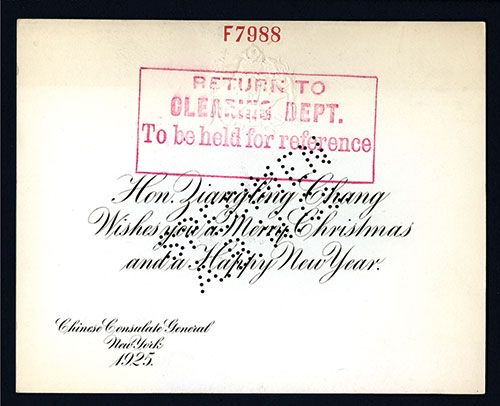 F7988
RETURN TO
CLEARING DEPT.
To be held for reference
Hon. Ziangling Chang
Wishes you a Merry Christmas
and a Happy New Year.
Chinese Consulate General
New York
1925.